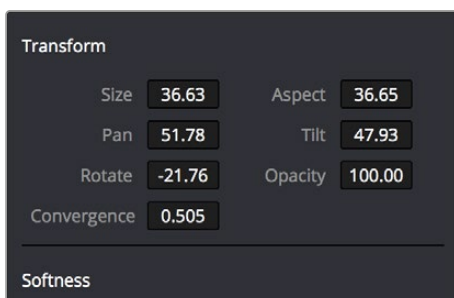 Transform
Size 36.63 Aspect 36.65
Pan 51.78 Tilt 47.93
Rotate -21.76 Opacity 100.00
Convergence 0.505
Softness